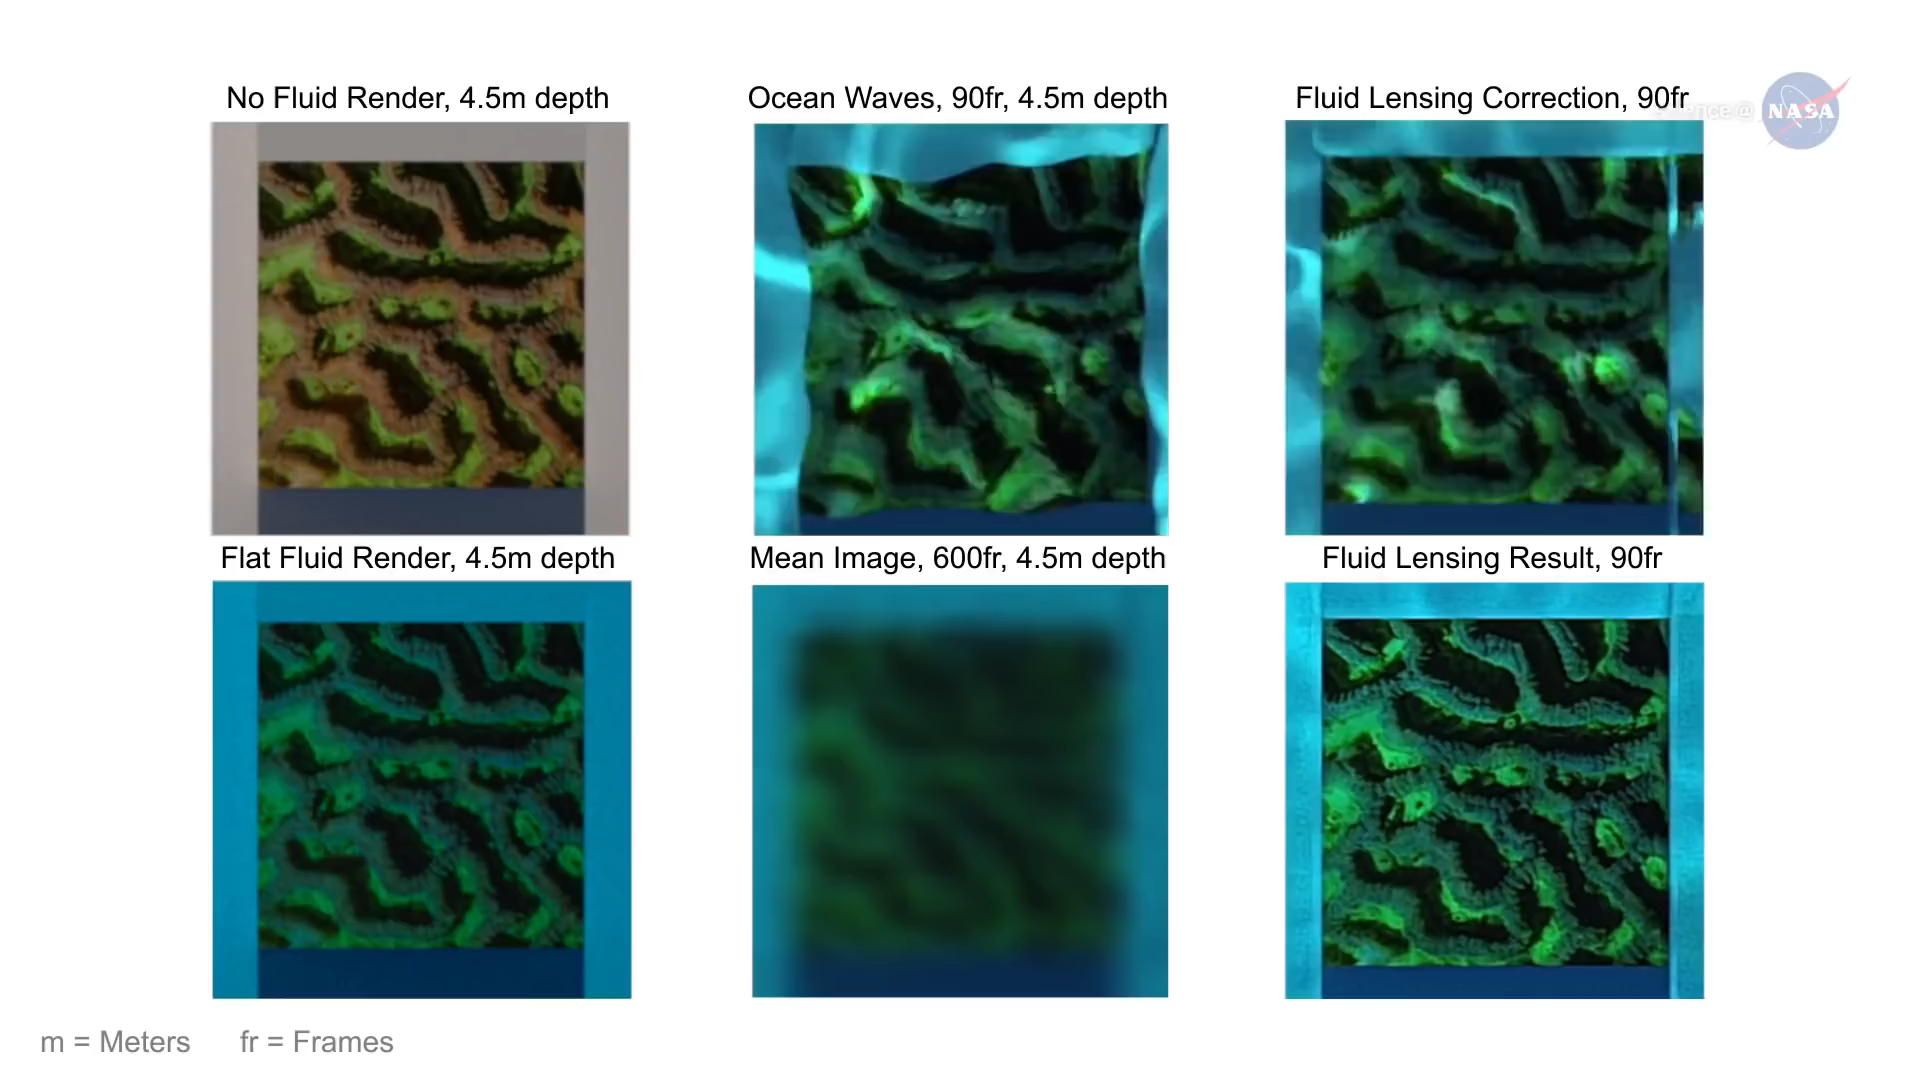 No Fluid Render, 4.5m depth
Ocean Waves, 90fr, 4.5m depth
Fluid Lensing Correction, 90fr
@ NASA
Flat Fluid Render, 4.5m depth
Mean Image, 600fr, 4.5m depth
Fluid Lensing Result, 90fr
m = Meters fr = Frames